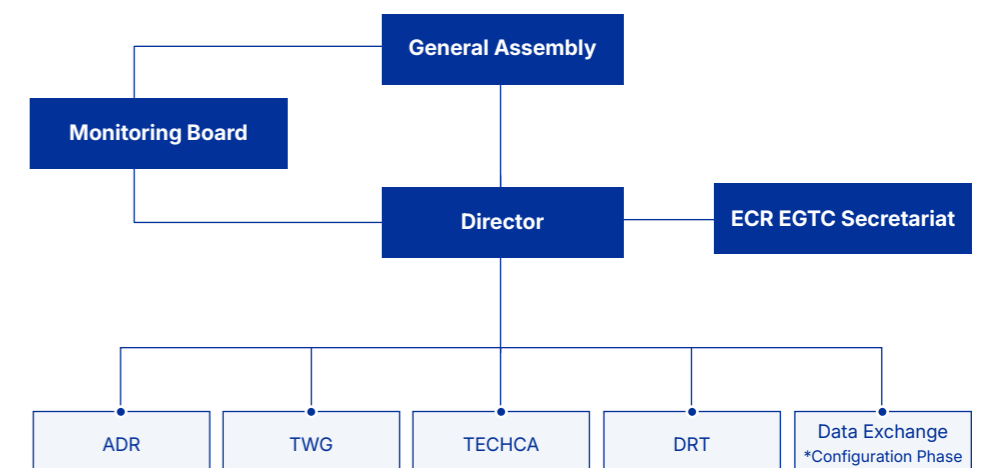 General Assembly
Monitoring Board
Director
ECR EGTC Secretariat
ADR
TWG
TECHCA
DRT
Data Exchange
*Configuration Phase